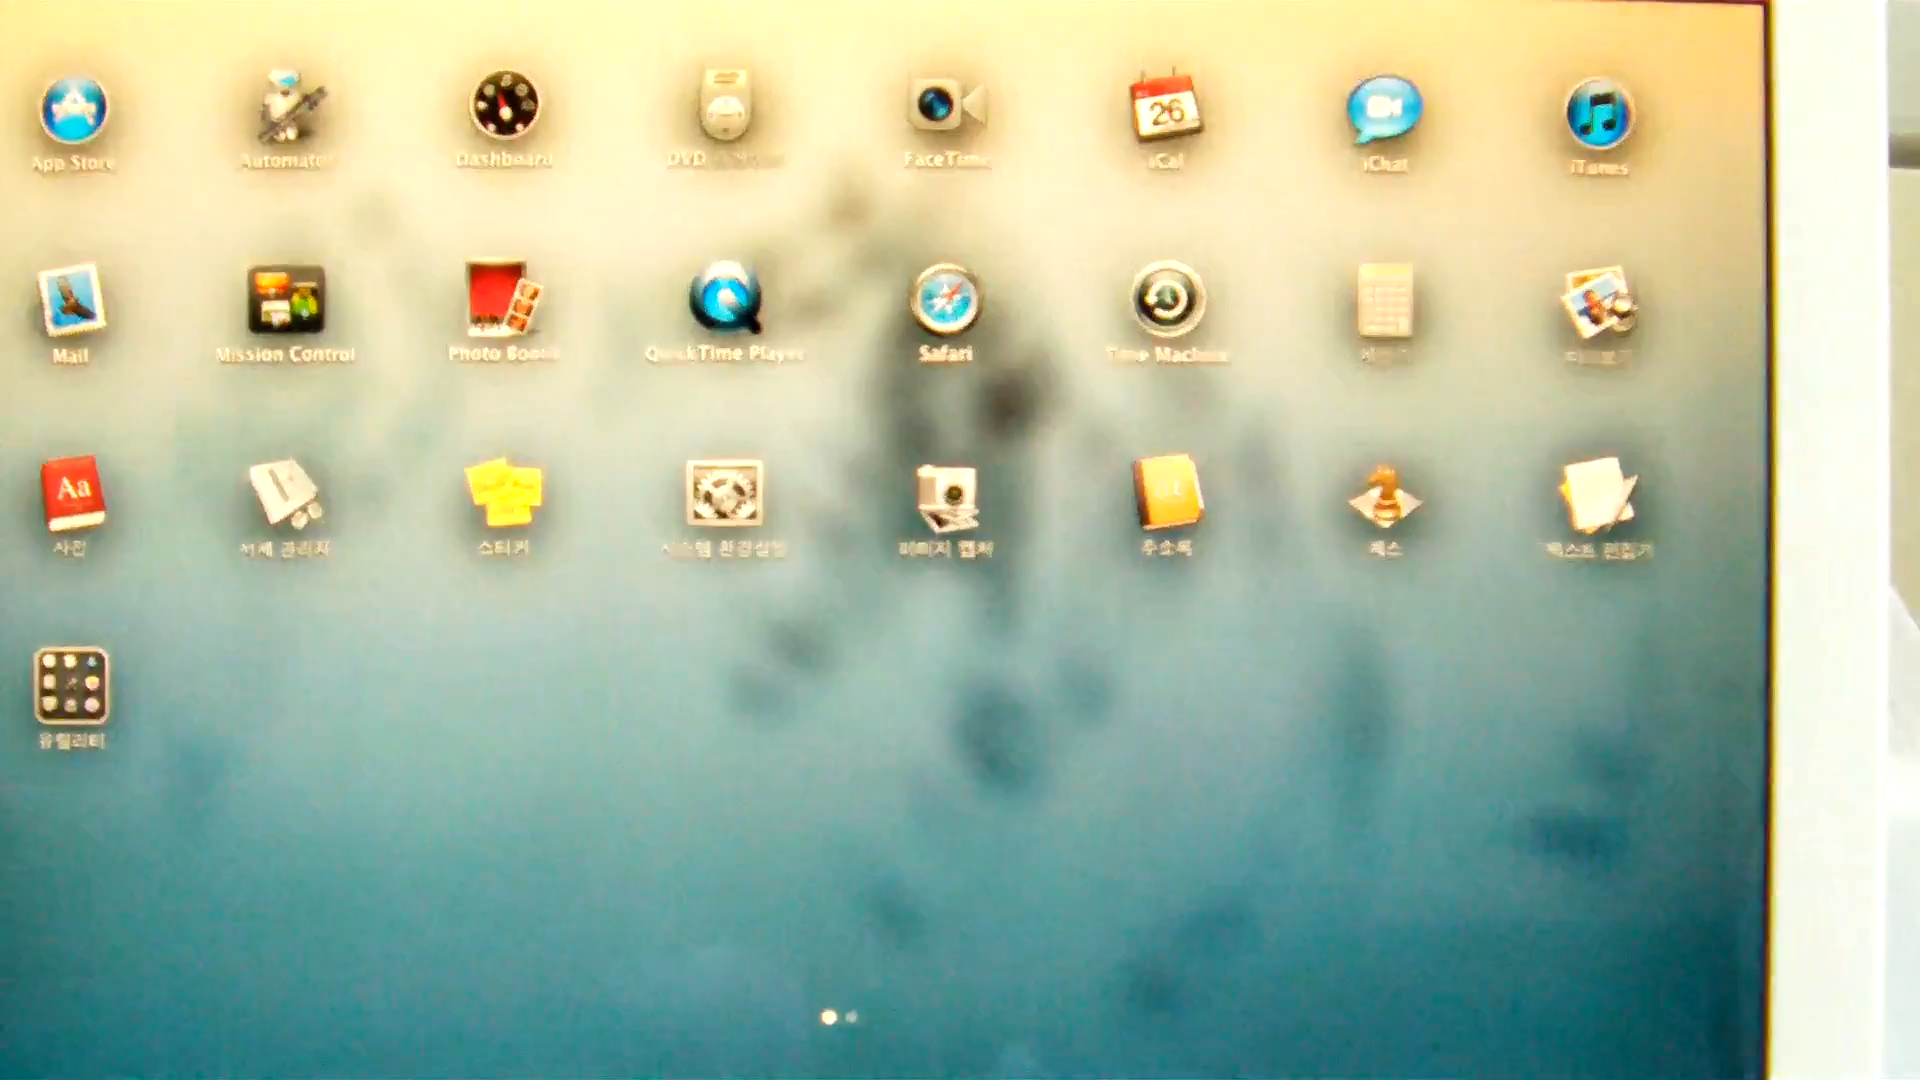 App Store Automator Dashboard DVD FaceTime iCal iChat iTunes
26
Mail Mission Control Photo Booth QuickTime Player Safari Time Machine
Aa
사전 서체 관리자 스티키 시스템 환경설정 이미지 캡처 주소록 체스 텍스트 편집기
유틸리티